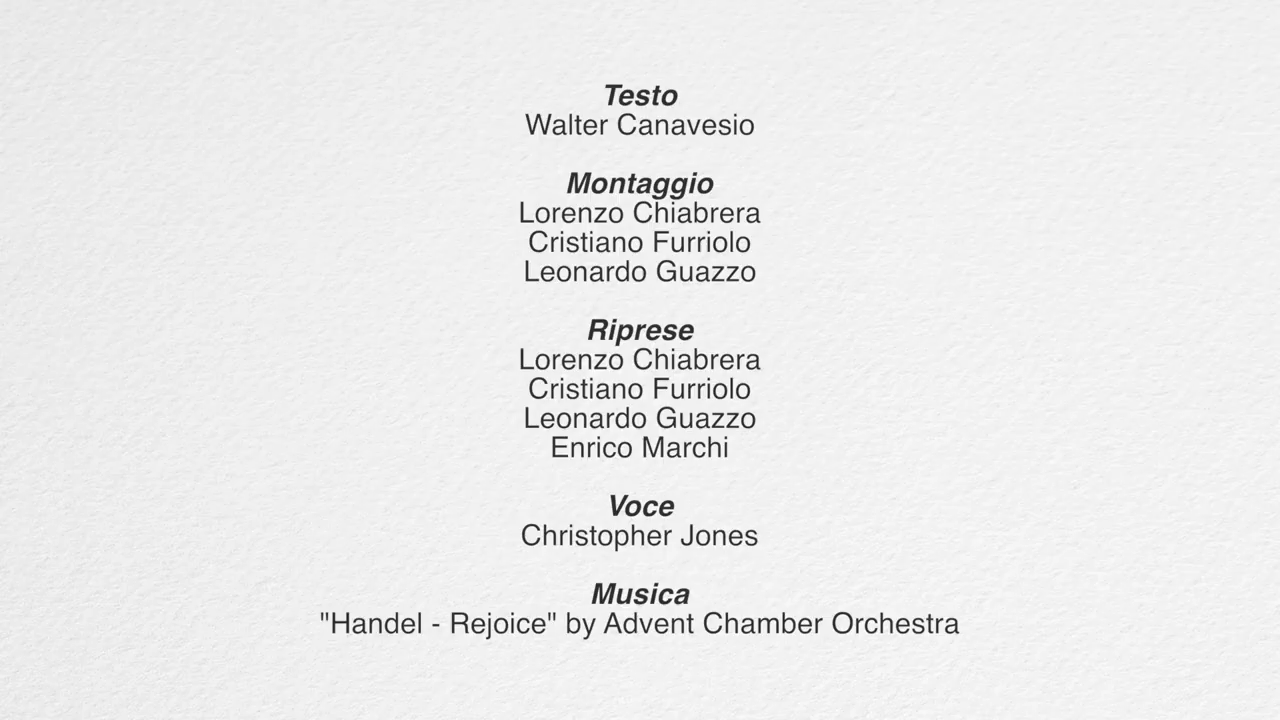 Testo
Walter Canavesio
Montaggio
Lorenzo Chiabrera
Cristiano Furriolo
Leonardo Guazzo
Riprese
Lorenzo Chiabrera
Cristiano Furriolo
Leonardo Guazzo
Enrico Marchi
Voce
Christopher Jones
Musica
"Handel - Rejoice" by Advent Chamber Orchestra